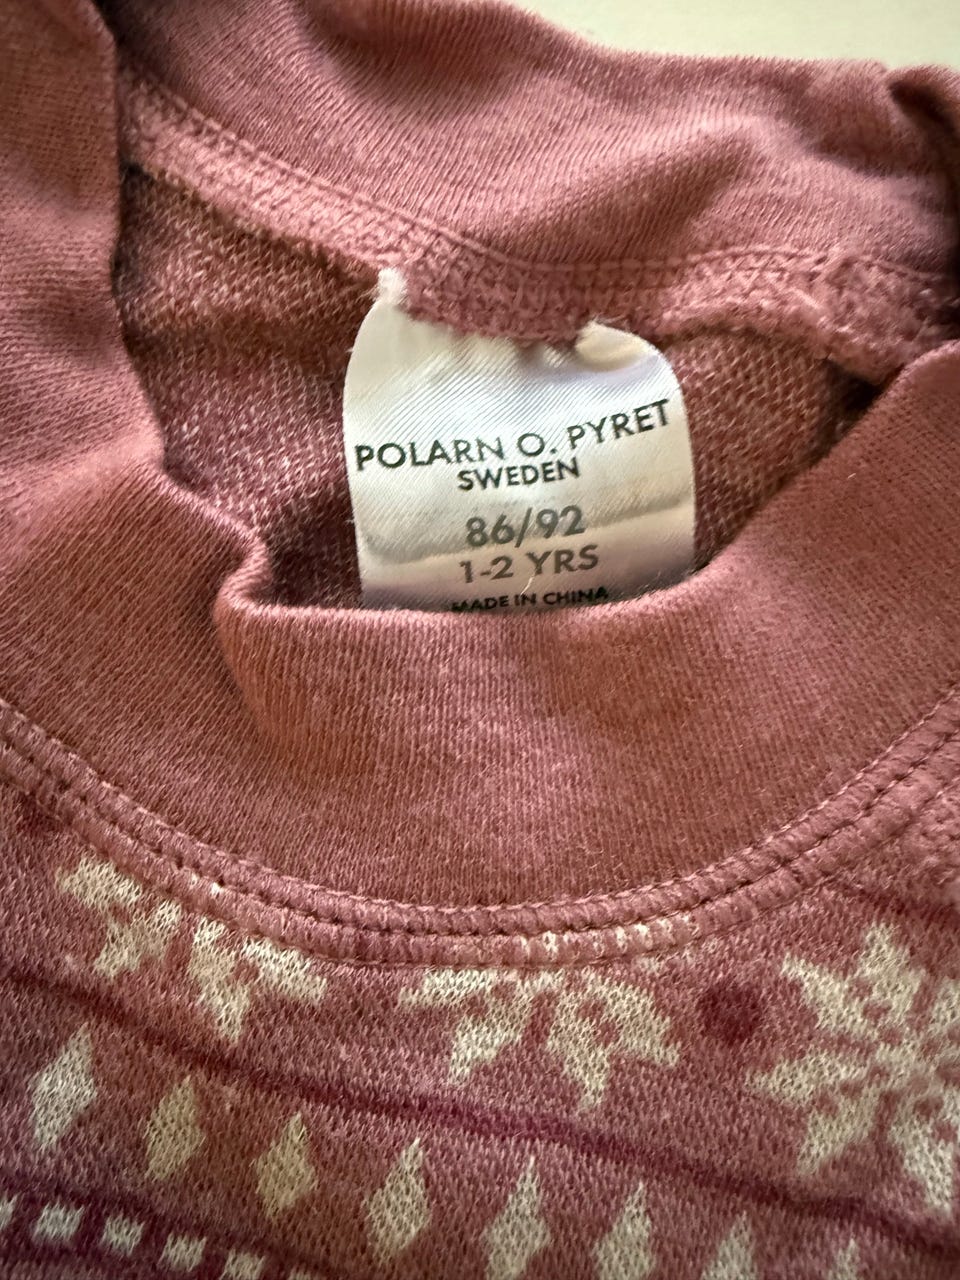 POLARN O. PYRET
SWEDEN
86/92
1-2 YRS
MADE IN CHINA